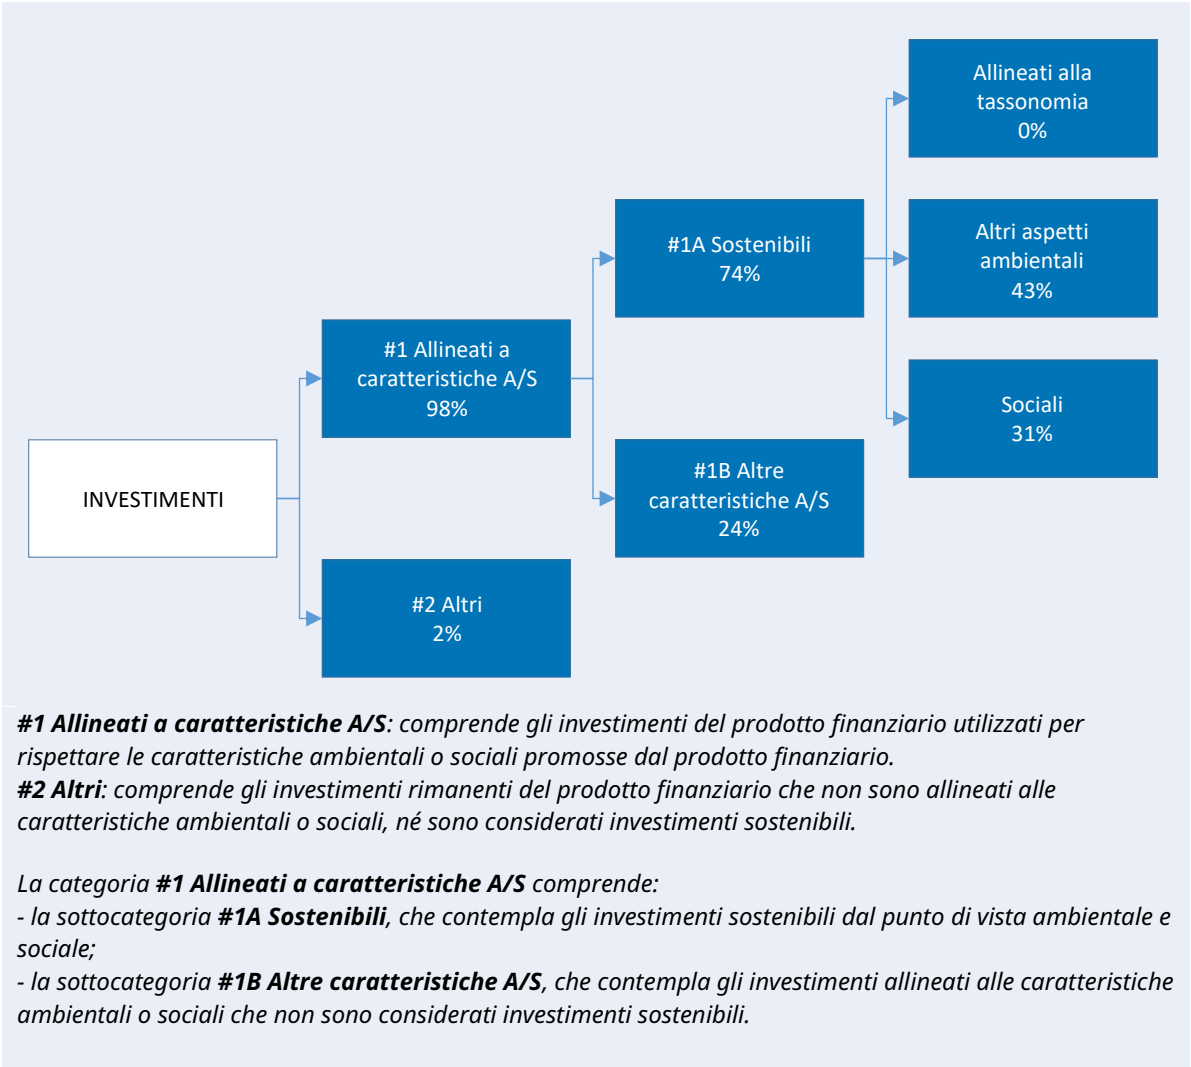 Allineati alla
tassonomia
0%
#1A Sostenibili
74%
Altri aspetti
ambientali
43%
#1 Allineati a
caratteristiche A/S
98%
Sociali
31%
INVESTIMENTI
#1B Altre
caratteristiche A/S
24%
#2 Altri
2%
#1 Allineati a caratteristiche A/S: comprende gli investimenti del prodotto finanziario utilizzati per
rispettare le caratteristiche ambientali o sociali promosse dal prodotto finanziario.
#2 Altri: comprende gli investimenti rimanenti del prodotto finanziario che non sono allineati alle
caratteristiche ambientali o sociali, né sono considerati investimenti sostenibili.
La categoria #1 Allineati a caratteristiche A/S comprende:
- la sottocategoria #1A Sostenibili, che contempla gli investimenti sostenibili dal punto di vista ambientale e
sociale;
- la sottocategoria #1B Altre caratteristiche A/S, che contempla gli investimenti allineati alle caratteristiche
ambientali o sociali che non sono considerati investimenti sostenibili.